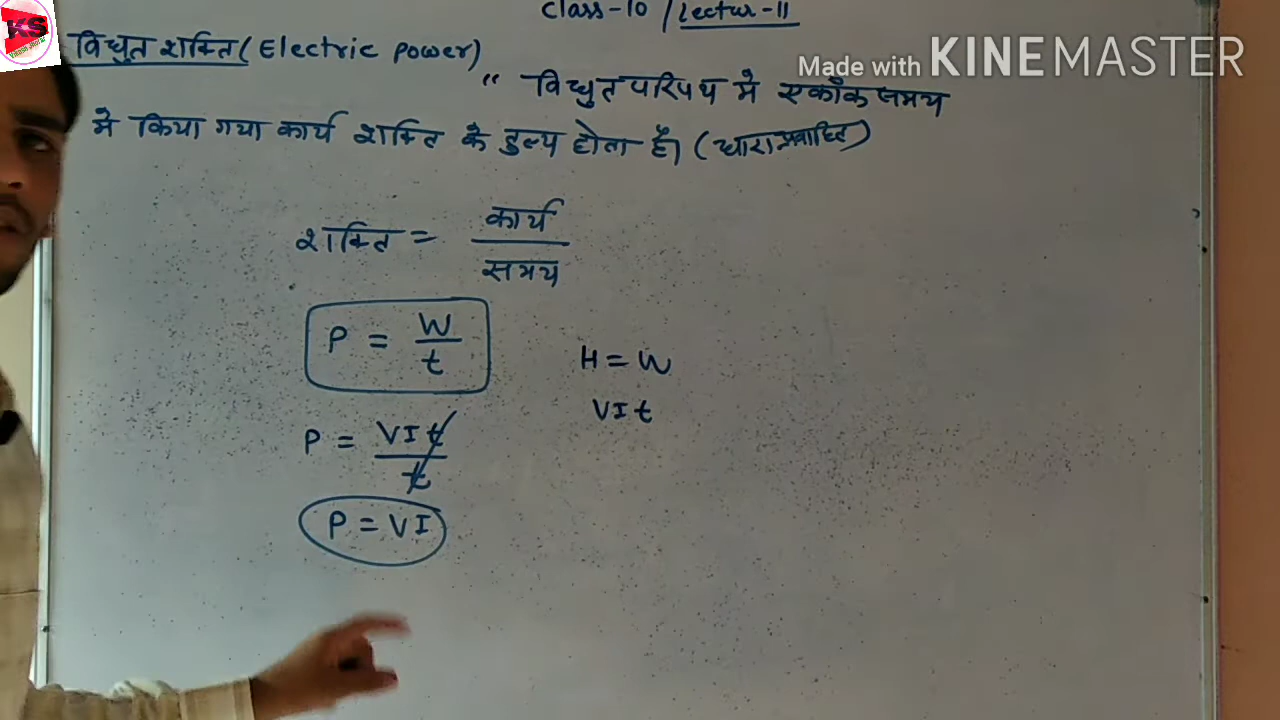 Class-10 / Lectur-11
KS
विधुत शक्ति (Electric Power)
Made with KINEMASTER
" विध्धुत परिपथ मे एकाँक समय
मे किया गया कार्य शक्ति के तुल्य होता है। (धारा प्रवाहित)
शक्ति = कार्य
समय
P = W
t
H = W
P = VIt
t
VIt
P = VI